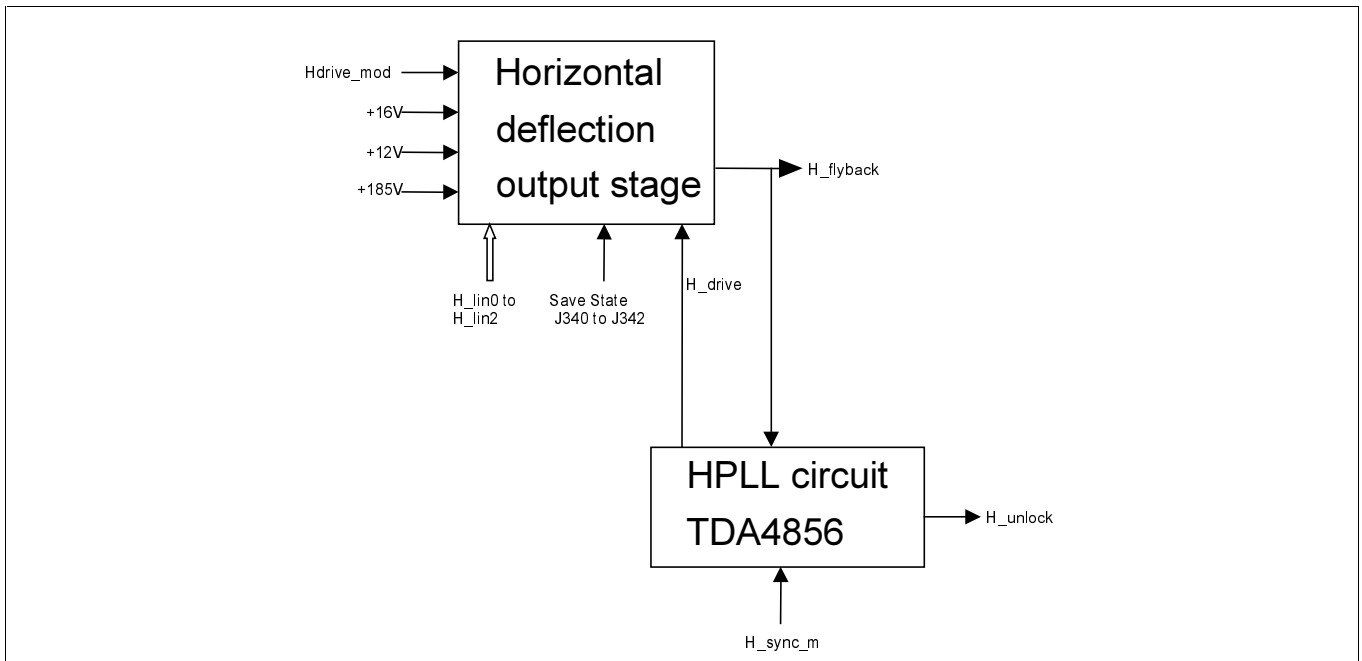 Hdrive_mod
+16V
+12V
+185V
Horizontal
deflection
output stage
H_flyback
H_lin0 to
H_lin2
Save State
J340 to J342
H_drive
HPLL circuit
TDA4856
H_unlock
H_sync_m